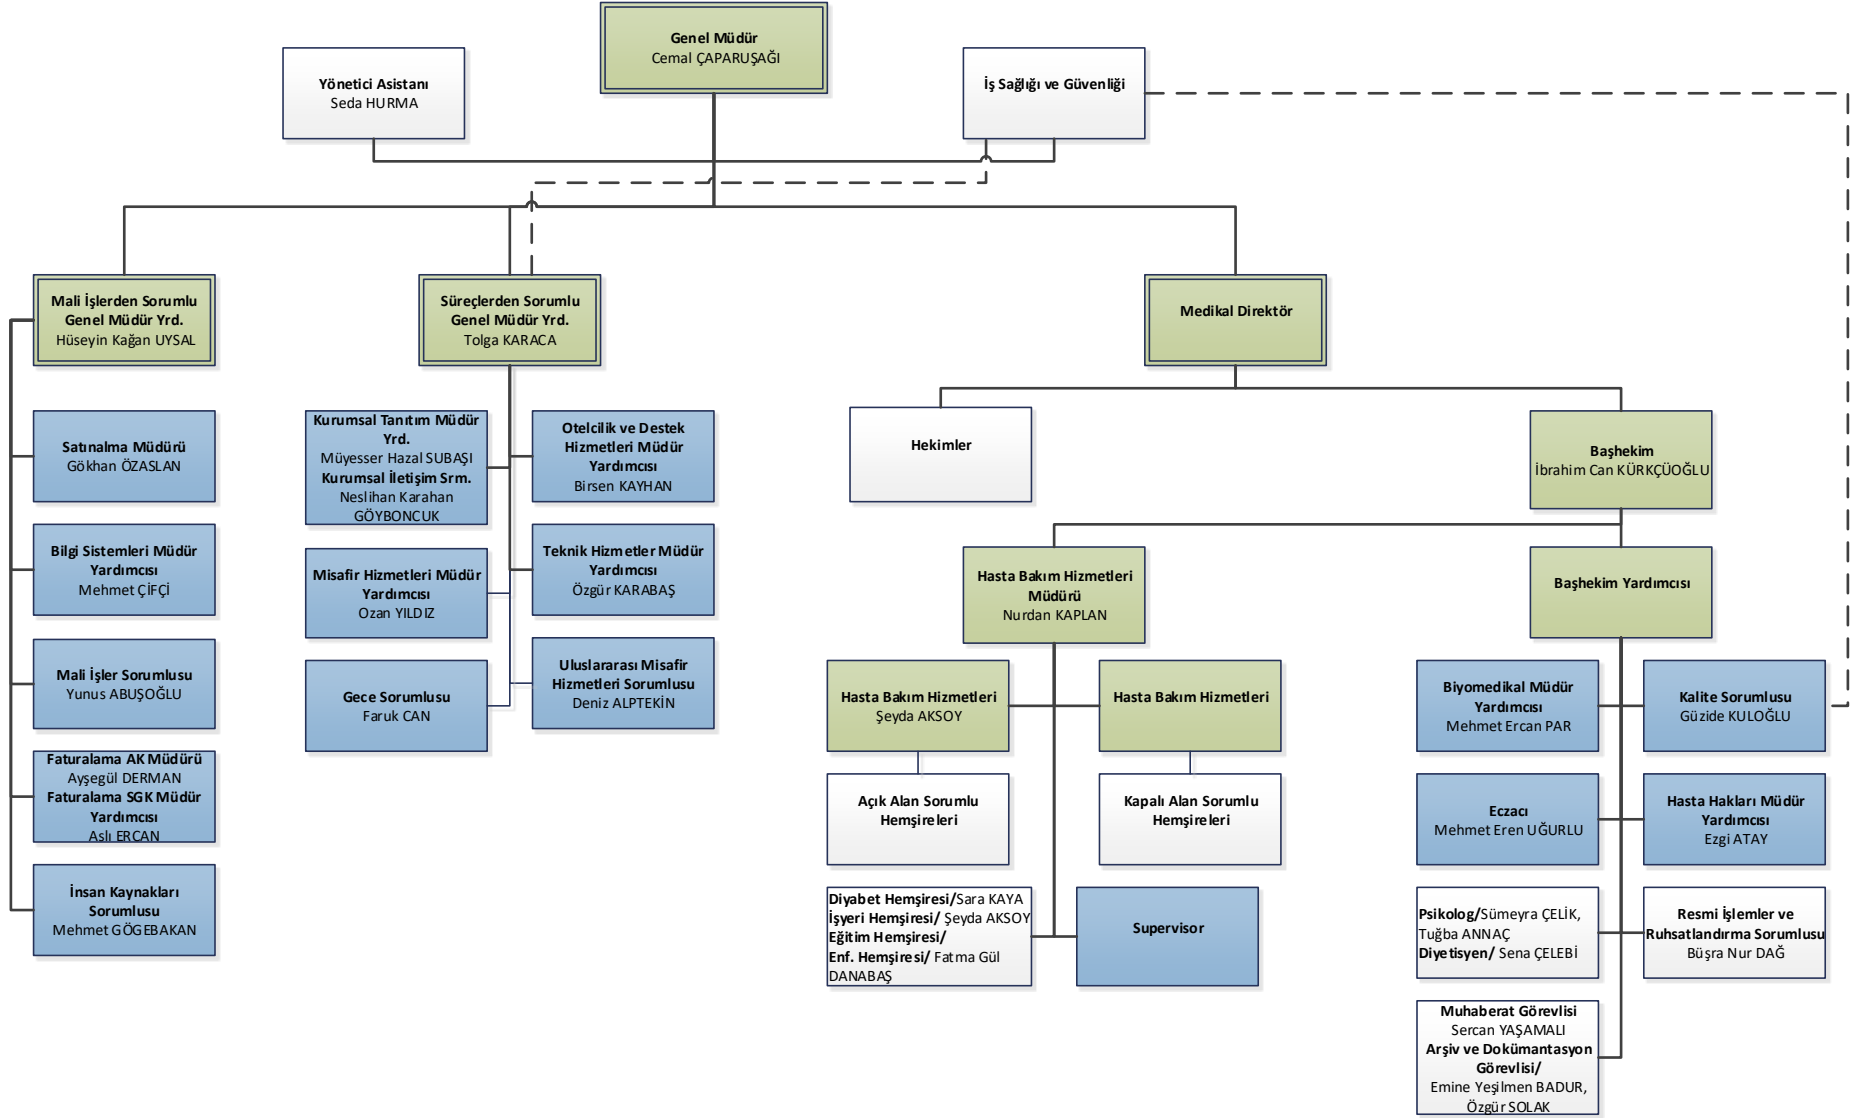 Genel Müdür
Cemal ÇAPARUŞAĞI
Yönetici Asistanı
Seda HURMA
İş Sağlığı ve Güvenliği
Mali İşlerden Sorumlu
Genel Müdür Yrd.
Hüseyin Kağan UYSAL
Süreçlerden Sorumlu
Genel Müdür Yrd.
Tolga KARACA
Medikal Direktör
Satınalma Müdürü
Gökhan ÖZASLAN
Bilgi Sistemleri Müdür
Yardımcısı
Mehmet ÇİFÇİ
Mali İşler Sorumlusu
Yunus ABUŞOĞLU
Faturalama AK Müdürü
Ayşegül DERMAN
Faturalama SGK Müdür
Yardımcısı
Aslı ERCAN
İnsan Kaynakları
Sorumlusu
Mehmet GÖGEBAKAN
Kurumsal Tanıtım Müdür
Yrd.
Müyesser Hazal SUBAŞI
Kurumsal İletişim Srm.
Neslihan Karahan
GÖYBONCUK
Misafir Hizmetleri Müdür
Yardımcısı
Ozan YILDIZ
Gece Sorumlusu
Faruk CAN
Otelcilik ve Destek
Hizmetleri Müdür
Yardımcısı
Birsen KAYHAN
Teknik Hizmetler Müdür
Yardımcısı
Özgür KARABAŞ
Uluslararası Misafir
Hizmetleri Sorumlusu
Deniz ALPTEKİN
Hekimler
Başhekim
İbrahim Can KÜRKÇÜOĞLU
Hasta Bakım Hizmetleri
Müdürü
Nurdan KAPLAN
Başhekim Yardımcısı
Hasta Bakım Hizmetleri
Şeyda AKSOY
Hasta Bakım Hizmetleri
Açık Alan Sorumlu
Hemşireleri
Kapalı Alan Sorumlu
Hemşireleri
Diyabet Hemşiresi/Sara KAYA
İşyeri Hemşiresi/ Şeyda AKSOY
Eğitim Hemşiresi/
Enf. Hemşiresi/ Fatma Gül
DANABAŞ
Supervisor
Biyomedikal Müdür
Yardımcısı
Mehmet Ercan PAR
Kalite Sorumlusu
Güzide KULOĞLU
Eczacı
Mehmet Eren UĞURLU
Hasta Hakları Müdür
Yardımcısı
Ezgi ATAY
Psikolog/Sümeyra ÇELİK,
Tuğba ANNAÇ
Diyetisyen/ Sena ÇELEBİ
Resmi İşlemler ve
Ruhsatlandırma Sorumlusu
Büşra Nur DAĞ
Muhaberat Görevlisi
Sercan YAŞAMALI
Arşiv ve Dokümantasyon
Görevlisi/
Emine Yeşilmen BADUR,
Özgür SOLAK